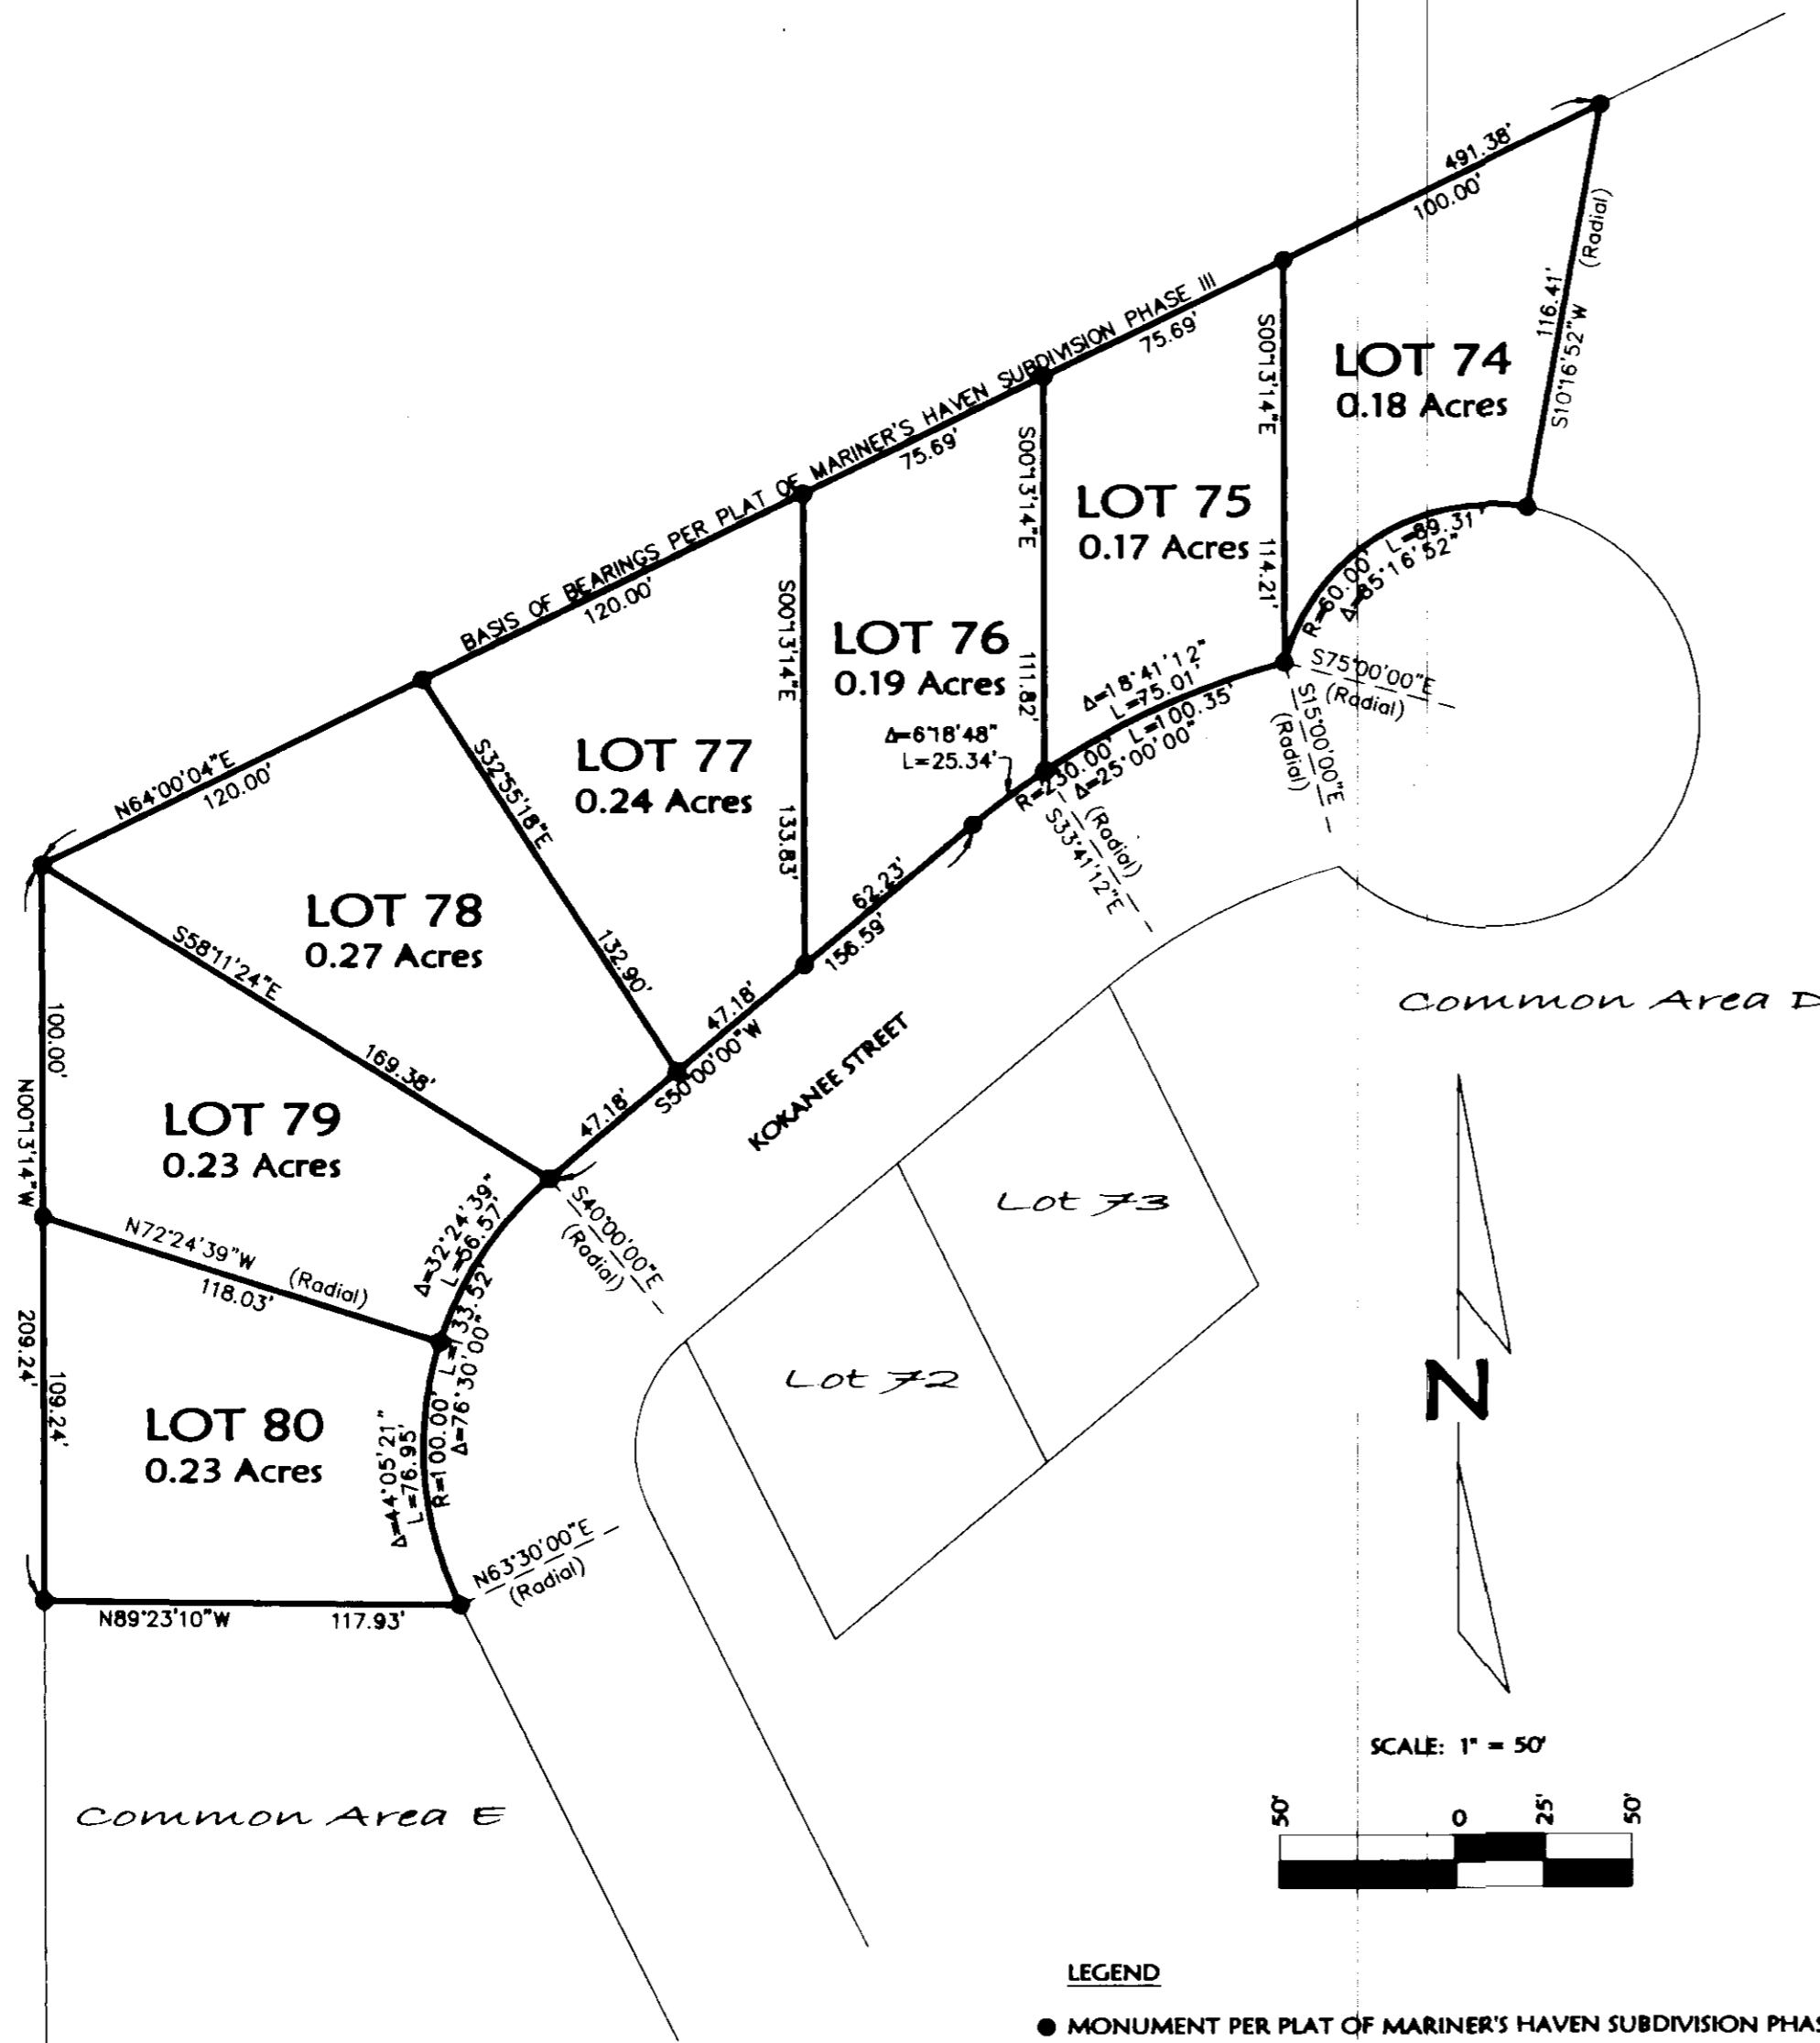 491.38'
100.00'
(Radial)
116.41'
S10°16'52"W
LOT 74
0.18 Acres
S00°13'14"E
114.21'
L=89.31'
R=60.00'
Δ=85°16'52"
S75°00'00"E
(Radial)
S15°00'00"E
(Radial)
BASIS OF BEARINGS PER PLAT OF MARINER'S HAVEN SUBDIVISION PHASE III
75.69'
LOT 75
0.17 Acres
S00°13'14"E
111.82'
Δ=18°41'12"
L=75.01'
R=230.00' L=100.35'
Δ=25°00'00"
(Radial)
S33°41'12"E
75.69'
LOT 76
0.19 Acres
Δ=6°18'48"
L=25.34'
S00°13'14"E
133.83'
62.23'
156.59'
120.00'
LOT 77
0.24 Acres
S32°55'18"E
132.90'
47.18'
S50°00'00"W
N64°00'04"E
120.00'
LOT 78
0.27 Acres
S58°11'24"E
169.38'
47.18'
KOKANEE STREET
Common Area D
100.00'
N00°13'14"W
LOT 79
0.23 Acres
Δ=32°24'39"
L=56.57'
S40°00'00"E
(Radial)
N72°24'39"W
(Radial)
118.03'
Lot 73
Lot 72
209.24'
109.24'
LOT 80
0.23 Acres
Δ=44°05'21"
L=76.95'
R=100.00' L=133.52'
Δ=76°30'00"
N63°30'00"E
(Radial)
N89°23'10"W
117.93'
N
Common Area E
SCALE: 1" = 50'
50' 0 25' 50'
LEGEND
MONUMENT PER PLAT OF MARINER'S HAVEN SUBDIVISION PHA